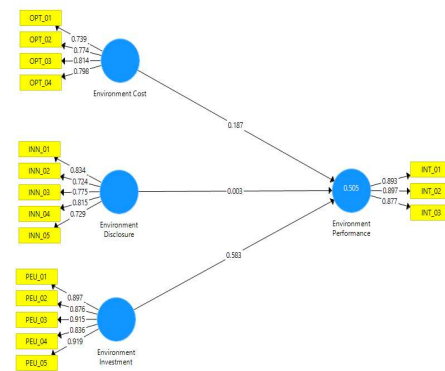 OPT_01
OPT_02
OPT_03
OPT_04
0.739
0.774
0.814
0.798
Environment Cost
0.187
INN_01
INN_02
INN_03
INN_04
INN_05
0.834
0.724
0.775
0.815
0.729
Environment
Disclosure
0.003
0.505
Environment
Performance
0.893
0.897
0.877
INT_01
INT_02
INT_03
0.583
PEU_01
PEU_02
PEU_03
PEU_04
PEU_05
0.897
0.876
0.915
0.836
0.919
Environment
Investment